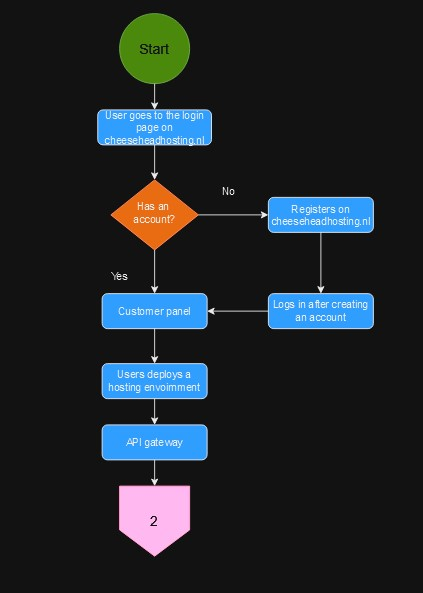 Start
User goes to the login
page on
cheeseheadhosting.nl
Has an
account?
No
Registers on
cheeseheadhosting.nl
Yes
Customer panel
Logs in after creating
an account
Users deploys a
hosting envoirnment
API gateway
2